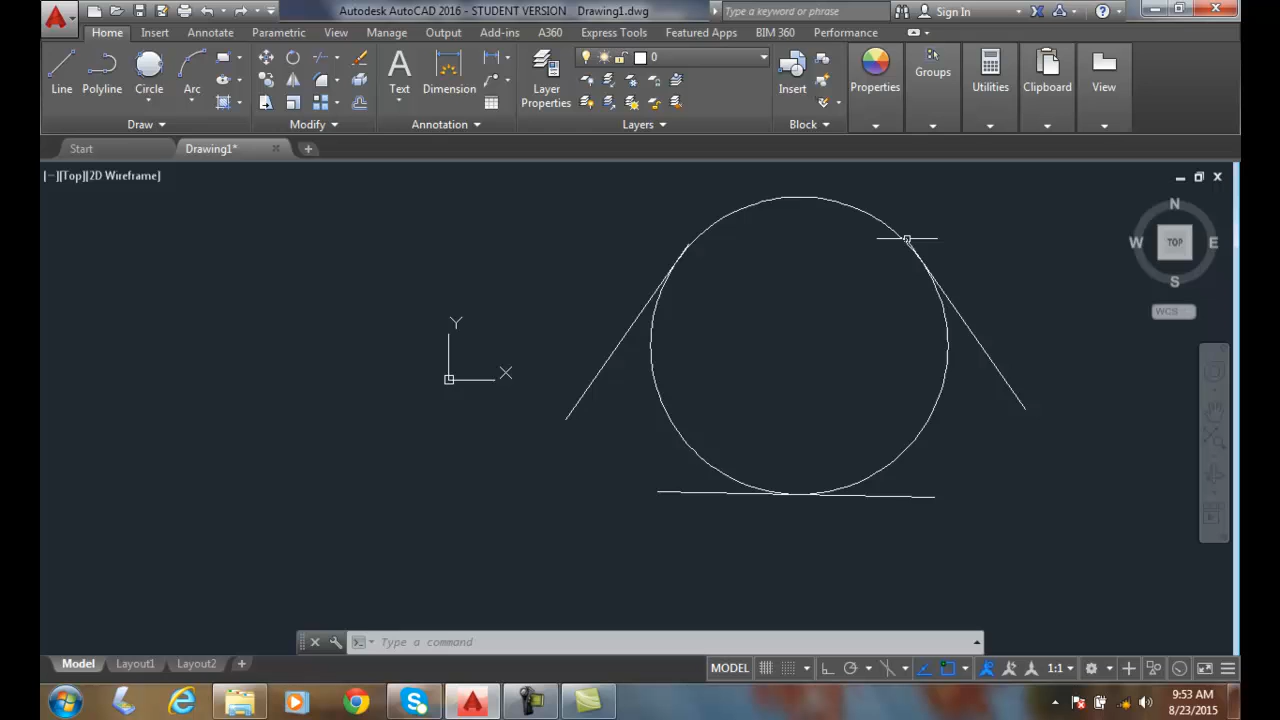 Autodesk AutoCAD 2016 - STUDENT VERSION Drawing1.dwg
Type a keyword or phrase
Sign In
Home Insert Annotate Parametric View Manage Output Add-ins A360 Express Tools Featured Apps BIM 360 Performance
0
Line Polyline Circle Arc
Text Dimension
Layer Properties
Insert
Properties
Groups
Utilities
Clipboard
View
Draw Modify Annotation Layers Block
Start Drawing1*
[−][Top][2D Wireframe]
N
W TOP E
S
WCS
Y
X
Type a command
Model Layout1 Layout2
MODEL 1:1
9:53 AM
8/23/2015